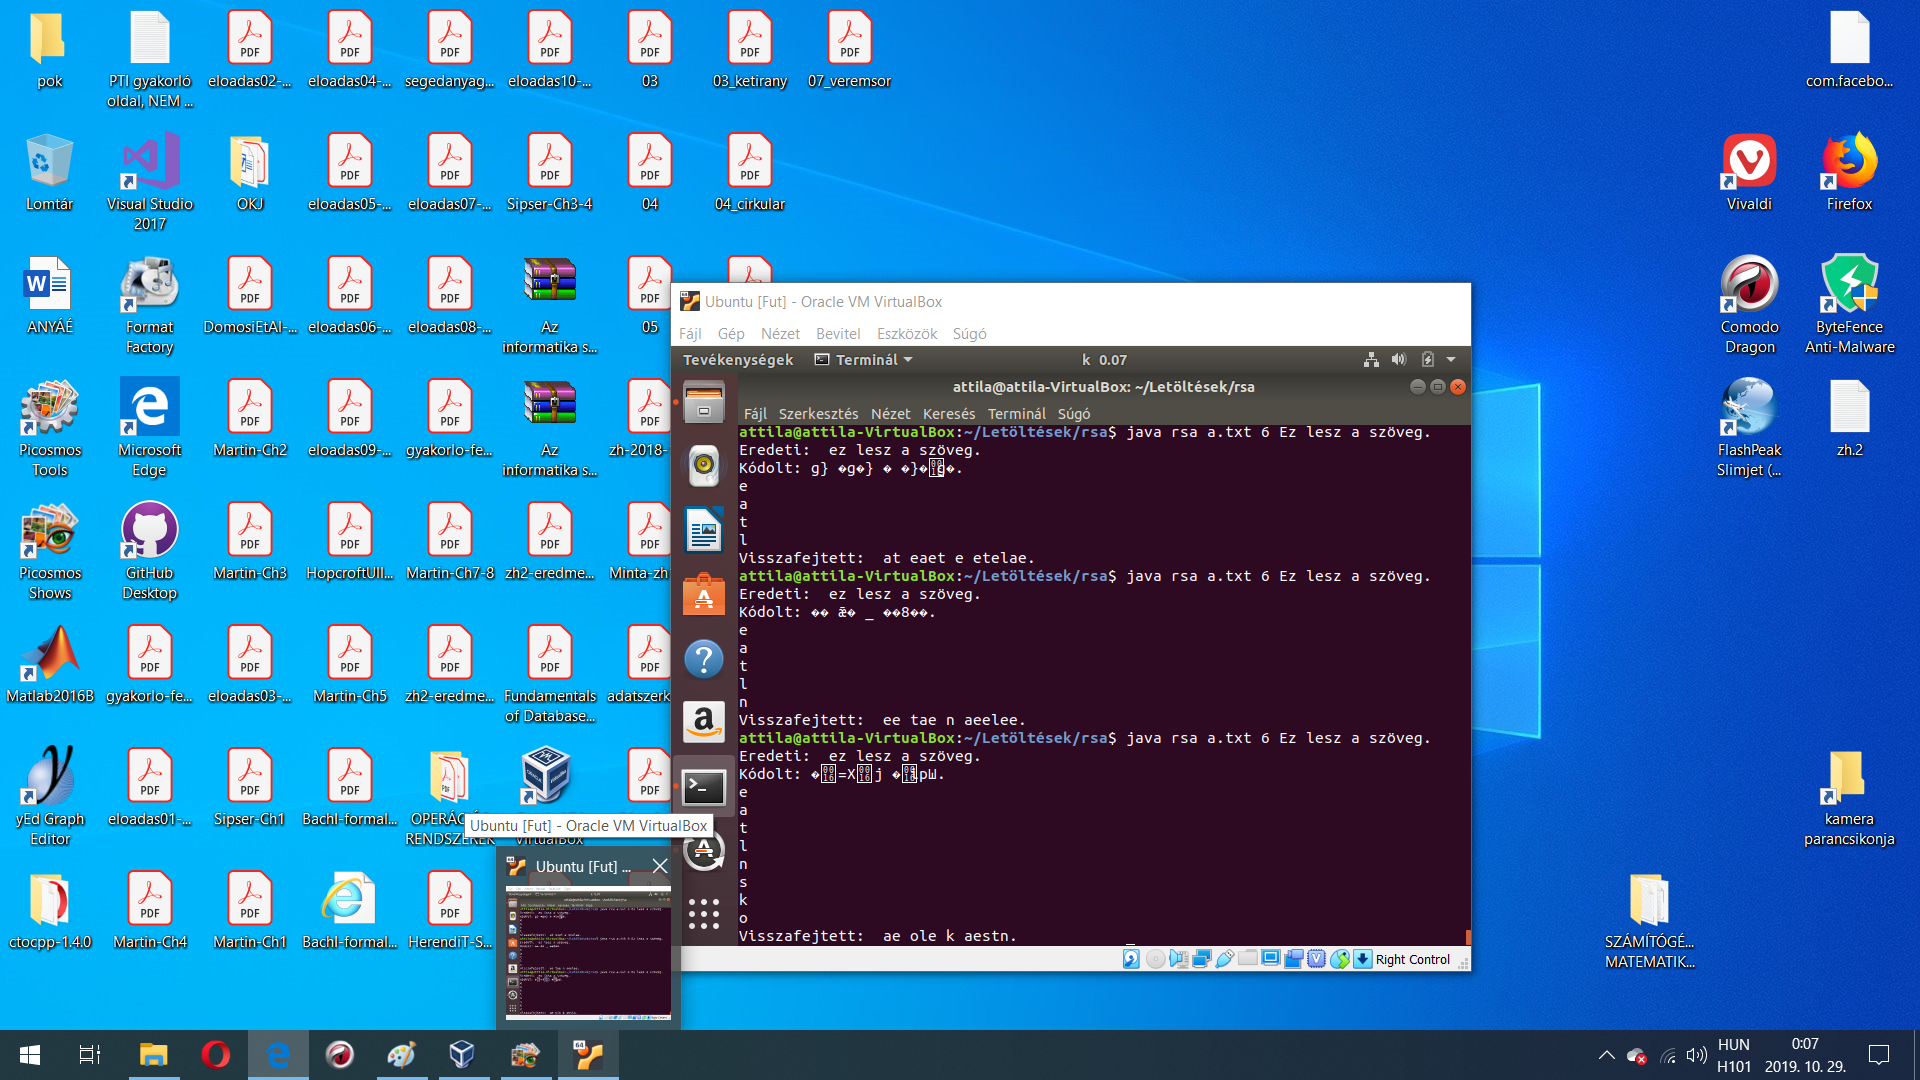 pok
PTI gyakorló
oldal, NEM ...
eloadas02-...
eloadas04-...
segedanyag...
eloadas10-...
03
03_ketirany
07_veremsor
com.facebo...
Lomtár
Visual Studio
2017
OKJ
eloadas05-...
eloadas07-...
Sipser-Ch3-4
04
04_cirkular
Vivaldi
Firefox
ANYÁÉ
Format
Factory
DomosiEtAl-...
eloadas06-...
eloadas08-...
Az
informatika s...
05
Comodo
Dragon
ByteFence
Anti-Malware
Picosmos
Tools
Microsoft
Edge
Martin-Ch2
eloadas09-...
gyakorlo-fe...
Az
informatika s...
zh-2018-
FlashPeak
Slimjet (...
zh.2
Picosmos
Shows
GitHub
Desktop
Martin-Ch3
HopcroftUll...
Martin-Ch7-8
zh2-eredme...
Minta-zh
Matlab2016B
gyakorlo-fe...
eloadas03-...
Martin-Ch5
zh2-eredme...
Fundamentals
of Database...
adatszerk
yEd Graph
Editor
eloadas01-...
Sipser-Ch1
Bachl-formal...
RENDSZEREK
VirtualBox
kamera
parancsikonja
ctocpp-1.4.0
Martin-Ch4
Martin-Ch1
Bachl-formal...
HerendiT-S...
SZÁMÍTÓGÉ...
MATEMATIK...
Ubuntu [Fut] - Oracle VM VirtualBox
Fájl Gép Nézet Bevitel Eszközök Súgó
Tevékenységek Terminál k 0.07
attila@attila-VirtualBox: ~/Letöltések/rsa
Fájl Szerkesztés Nézet Keresés Terminál Súgó
attila@attila-VirtualBox:~/Letöltések/rsa$ java rsa a.txt 6 Ez lesz a szöveg.
Eredeti:  ez lesz a szöveg.
Kódolt: g} �g�} � �}��.
e
a
t
l
Visszafejtett:  at eaet e etelae.
attila@attila-VirtualBox:~/Letöltések/rsa$ java rsa a.txt 6 Ez lesz a szöveg.
Eredeti:  ez lesz a szöveg.
Kódolt: �� ǣ� _ ��8��.
e
a
t
l
n
Visszafejtett:  ee tae n aeelee.
attila@attila-VirtualBox:~/Letöltések/rsa$ java rsa a.txt 6 Ez lesz a szöveg.
Eredeti:  ez lesz a szöveg.
Kódolt: �=Xj �pШ.
e
a
t
l
n
s
k
o
Visszafejtett:  ae ole k aestn.
Right Control
Ubuntu [Fut] - Oracle VM VirtualBox
Ubuntu [Fut] ...
HUN
H101
0:07
2019. 10. 29.